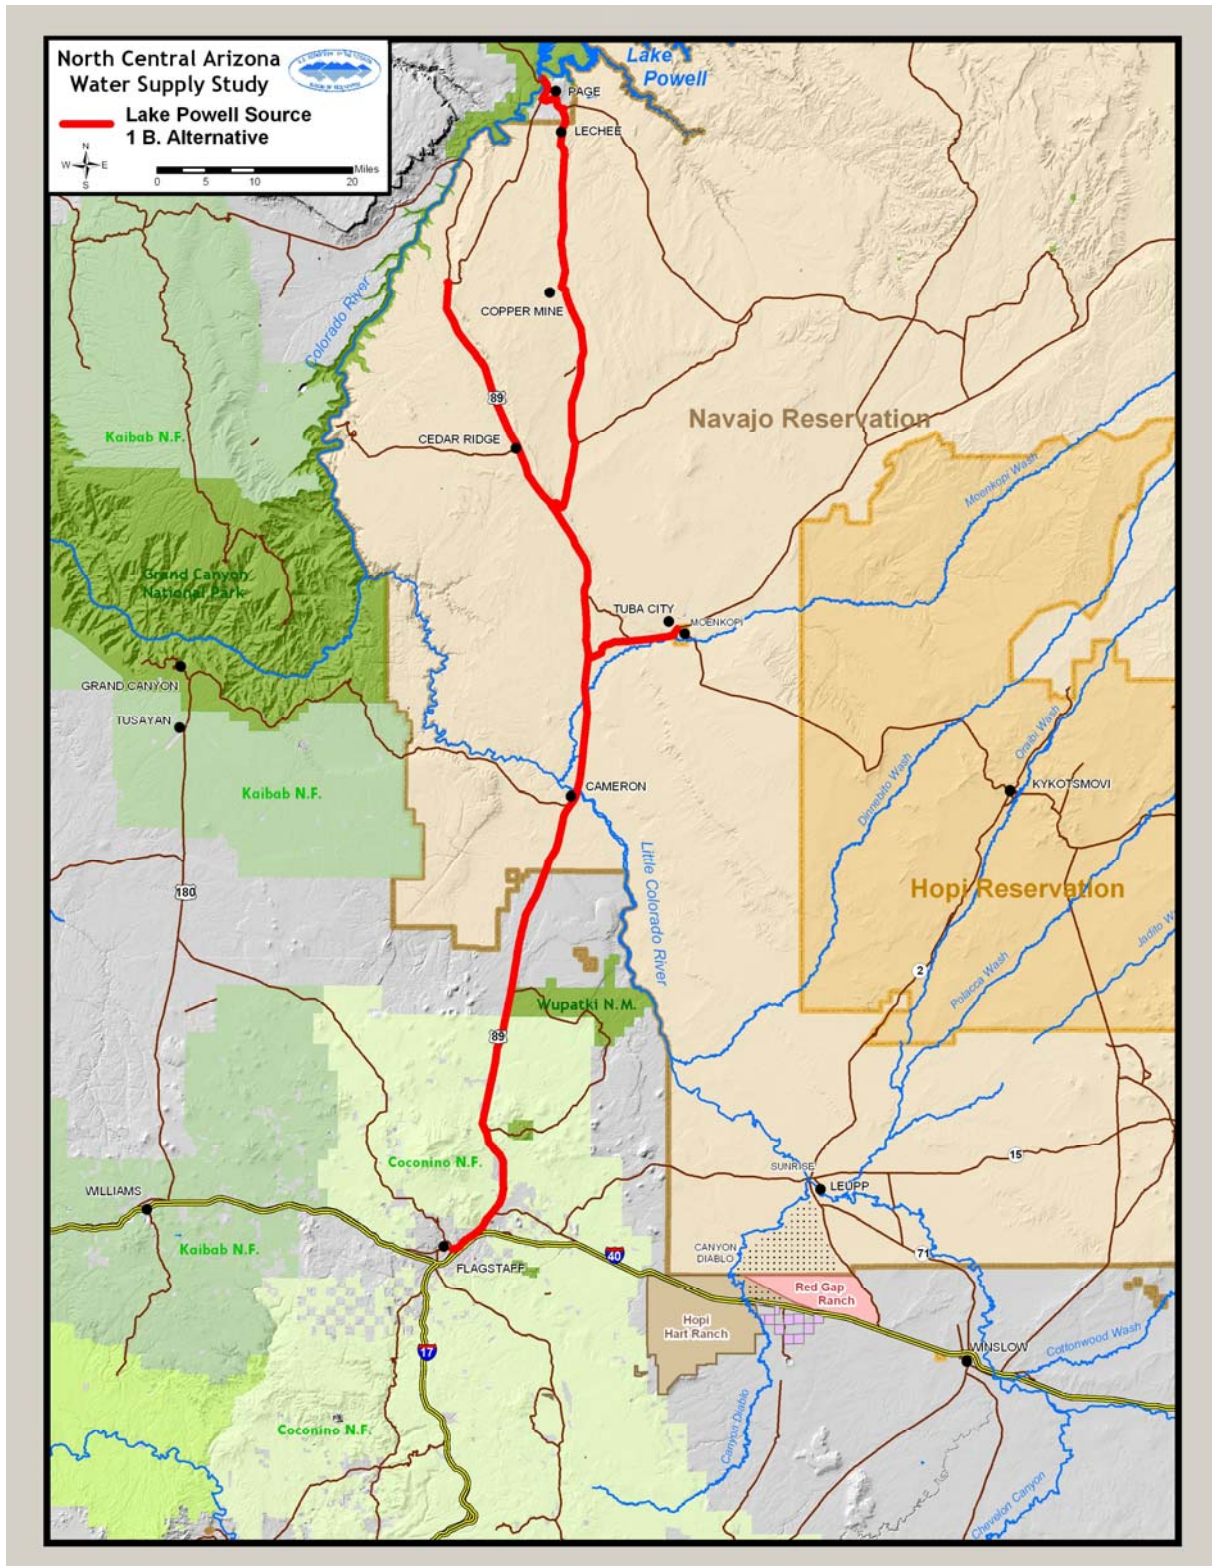 North Central Arizona
Water Supply Study
Lake Powell Source
1 B. Alternative
N
W
E
S
Miles
0
5
10
20
Lake
Powell
PAGE
LECHEE
Colorado River
COPPER MINE
89
Navajo Reservation
Kaibab N.F.
CEDAR RIDGE
Moenkopi Wash
Grand Canyon
National Park
TUBA CITY
MOENKOPI
GRAND CANYON
TUSAYAN
Kaibab N.F.
CAMERON
Dinnebito Wash
Oraibi Wash
KYKOTSMOVI
Little Colorado River
Hopi Reservation
180
2
Polacca Wash
Jadito W
Wupatki N.M.
89
Coconino N.F.
15
SUNRISE
LEUPP
WILLIAMS
Kaibab N.F.
FLAGSTAFF
40
CANYON
DIABLO
71
Red Gap
Ranch
Hopi
Hart Ranch
17
WINSLOW
Cottonwood Wash
Coconino N.F.
Canyon Diablo
Chevelon Canyon